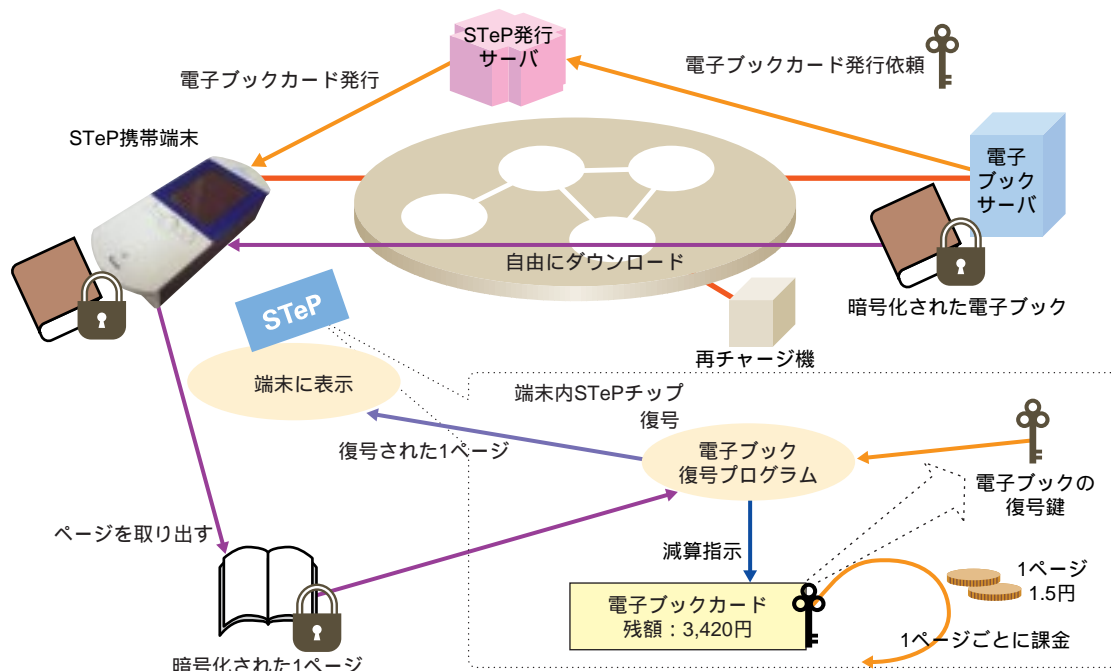 STeP発行
サーバ
電子ブックカード発行
電子ブックカード発行依頼
STeP携帯端末
電子
ブック
サーバ
自由にダウンロード
暗号化された電子ブック
STeP
再チャージ機
端末に表示
端末内STePチップ
復号
復号された1ページ
電子ブック
復号プログラム
電子ブックの
復号鍵
ページを取り出す
減算指示
1ページ
1.5円
電子ブックカード
残額：3,420円
1ページごとに課金
暗号化された1ページ